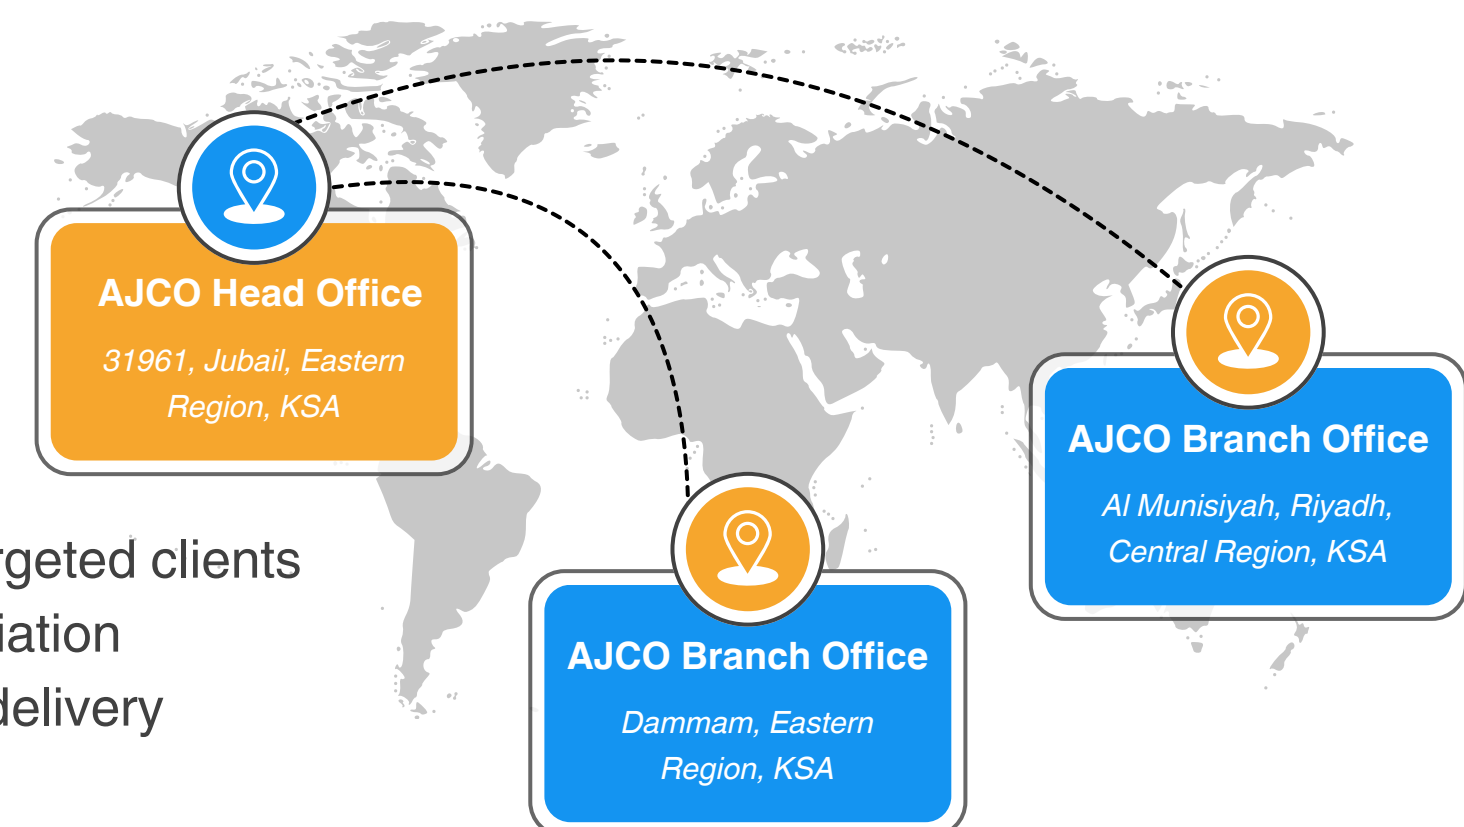 AJCO Head Office
31961, Jubail, Eastern
Region, KSA
AJCO Branch Office
Al Munisiyah, Riyadh,
Central Region, KSA
rgeted clients
iation
delivery
AJCO Branch Office
Dammam, Eastern
Region, KSA